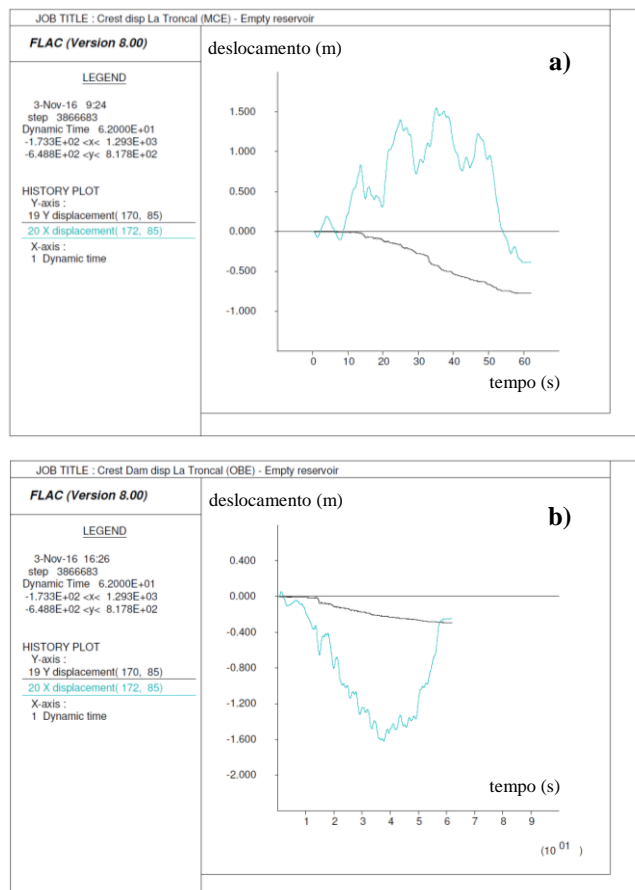 JOB TITLE : Crest disp La Troncal (MCE) - Empty reservoir
FLAC (Version 8.00)
LEGEND
3-Nov-16 9:24
step 3866683
Dynamic Time 6.2000E+01
-1.733E+02 <x< 1.293E+03
-6.488E+02 <y< 8.178E+02
HISTORY PLOT
Y-axis :
19 Y displacement( 170, 85)
20 X displacement( 172, 85)
X-axis :
1 Dynamic time
deslocamento (m)
a)
1.500
1.000
0.500
0.000
-0.500
-1.000
0 10 20 30 40 50 60
tempo (s)
JOB TITLE : Crest Dam disp La Troncal (OBE) - Empty reservoir
FLAC (Version 8.00)
LEGEND
3-Nov-16 16:26
step 3866683
Dynamic Time 6.2000E+01
-1.733E+02 <x< 1.293E+03
-6.488E+02 <y< 8.178E+02
HISTORY PLOT
Y-axis :
19 Y displacement( 170, 85)
20 X displacement( 172, 85)
X-axis :
1 Dynamic time
deslocamento (m)
b)
0.400
0.000
-0.400
-0.800
-1.200
-1.600
-2.000
tempo (s)
1 2 3 4 5 6 7 8 9
(10 01 )